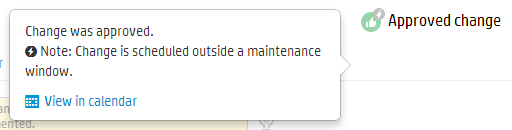 Change was approved.
Note: Change is scheduled outside a maintenance
window.
View in calendar
Approved change